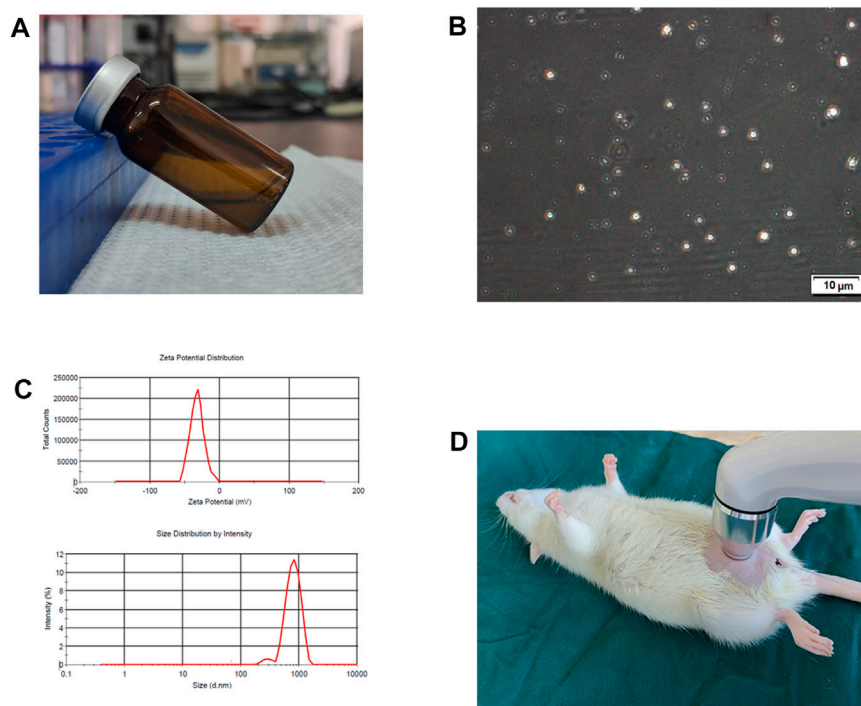 A
B
10 µm
C
Zeta Potential Distribution
250000
200000
150000
100000
50000
0
Total Counts
-200 -100 0 100 200
Zeta Potential (mV)
Size Distribution by Intensity
12
10
8
6
4
2
0
Intensity (%)
0.1 1 10 100 1000 10000
Size (d.nm)
D